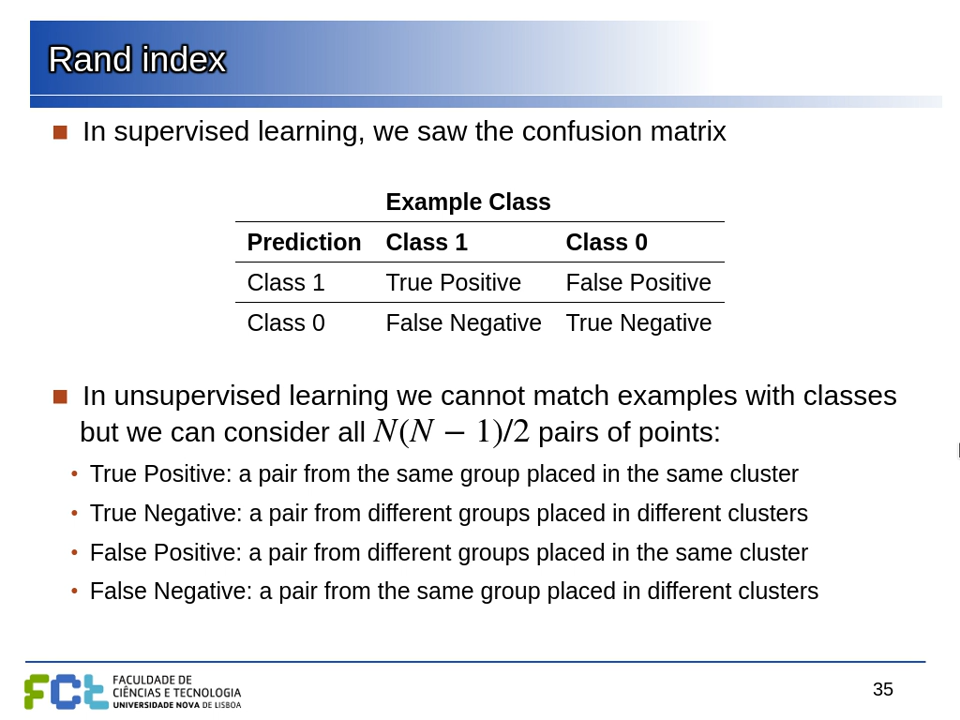 Rand index
■ In supervised learning, we saw the confusion matrix
Example Class
Prediction Class 1 Class 0
Class 1 True Positive False Positive
Class 0 False Negative True Negative
■ In unsupervised learning we cannot match examples with classes
but we can consider all N(N − 1)/2 pairs of points:
• True Positive: a pair from the same group placed in the same cluster
• True Negative: a pair from different groups placed in different clusters
• False Positive: a pair from different groups placed in the same cluster
• False Negative: a pair from the same group placed in different clusters
FCt
FACULDADE DE
CIÊNCIAS E TECNOLOGIA
UNIVERSIDADE NOVA DE LISBOA
35